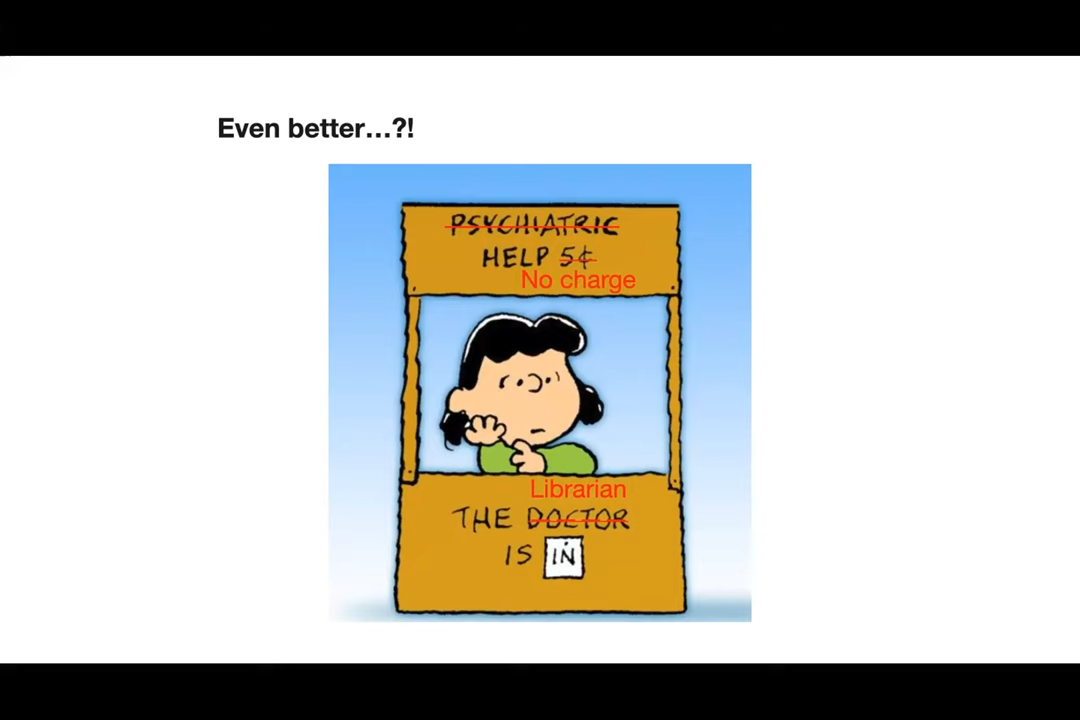 Even better…?!
PSYCHIATRIC
HELP 5¢
No charge
Librarian
THE DOCTOR
IS IN